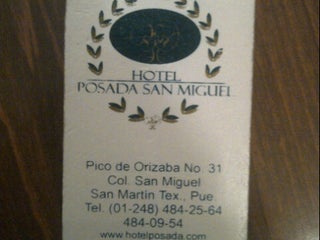 HOTEL
POSADA SAN MIGUEL
Pico de Orizaba No. 31
Col. San Miguel
San Martín Tex., Pue
Tel. (01-248) 484-25-64
484-09-54
www.hotelposada.com